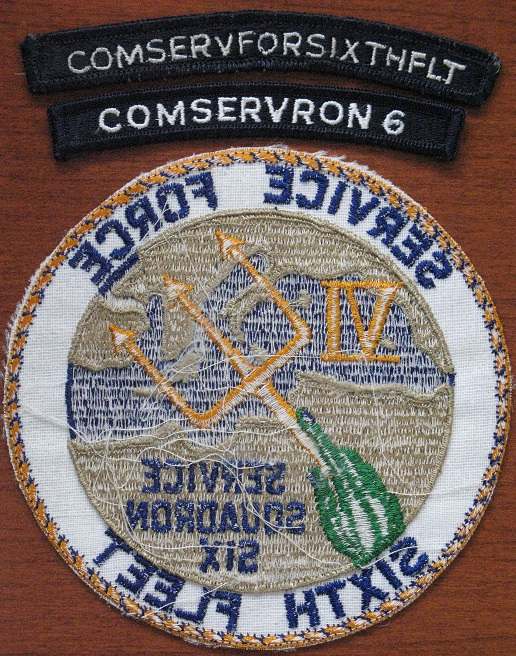 COMSERVFORSIXTHFLT
COMSERVRON 6
SERVICE FORCE
VI
SERVICE
SQUADRON
SIX
SIXTH FLEET